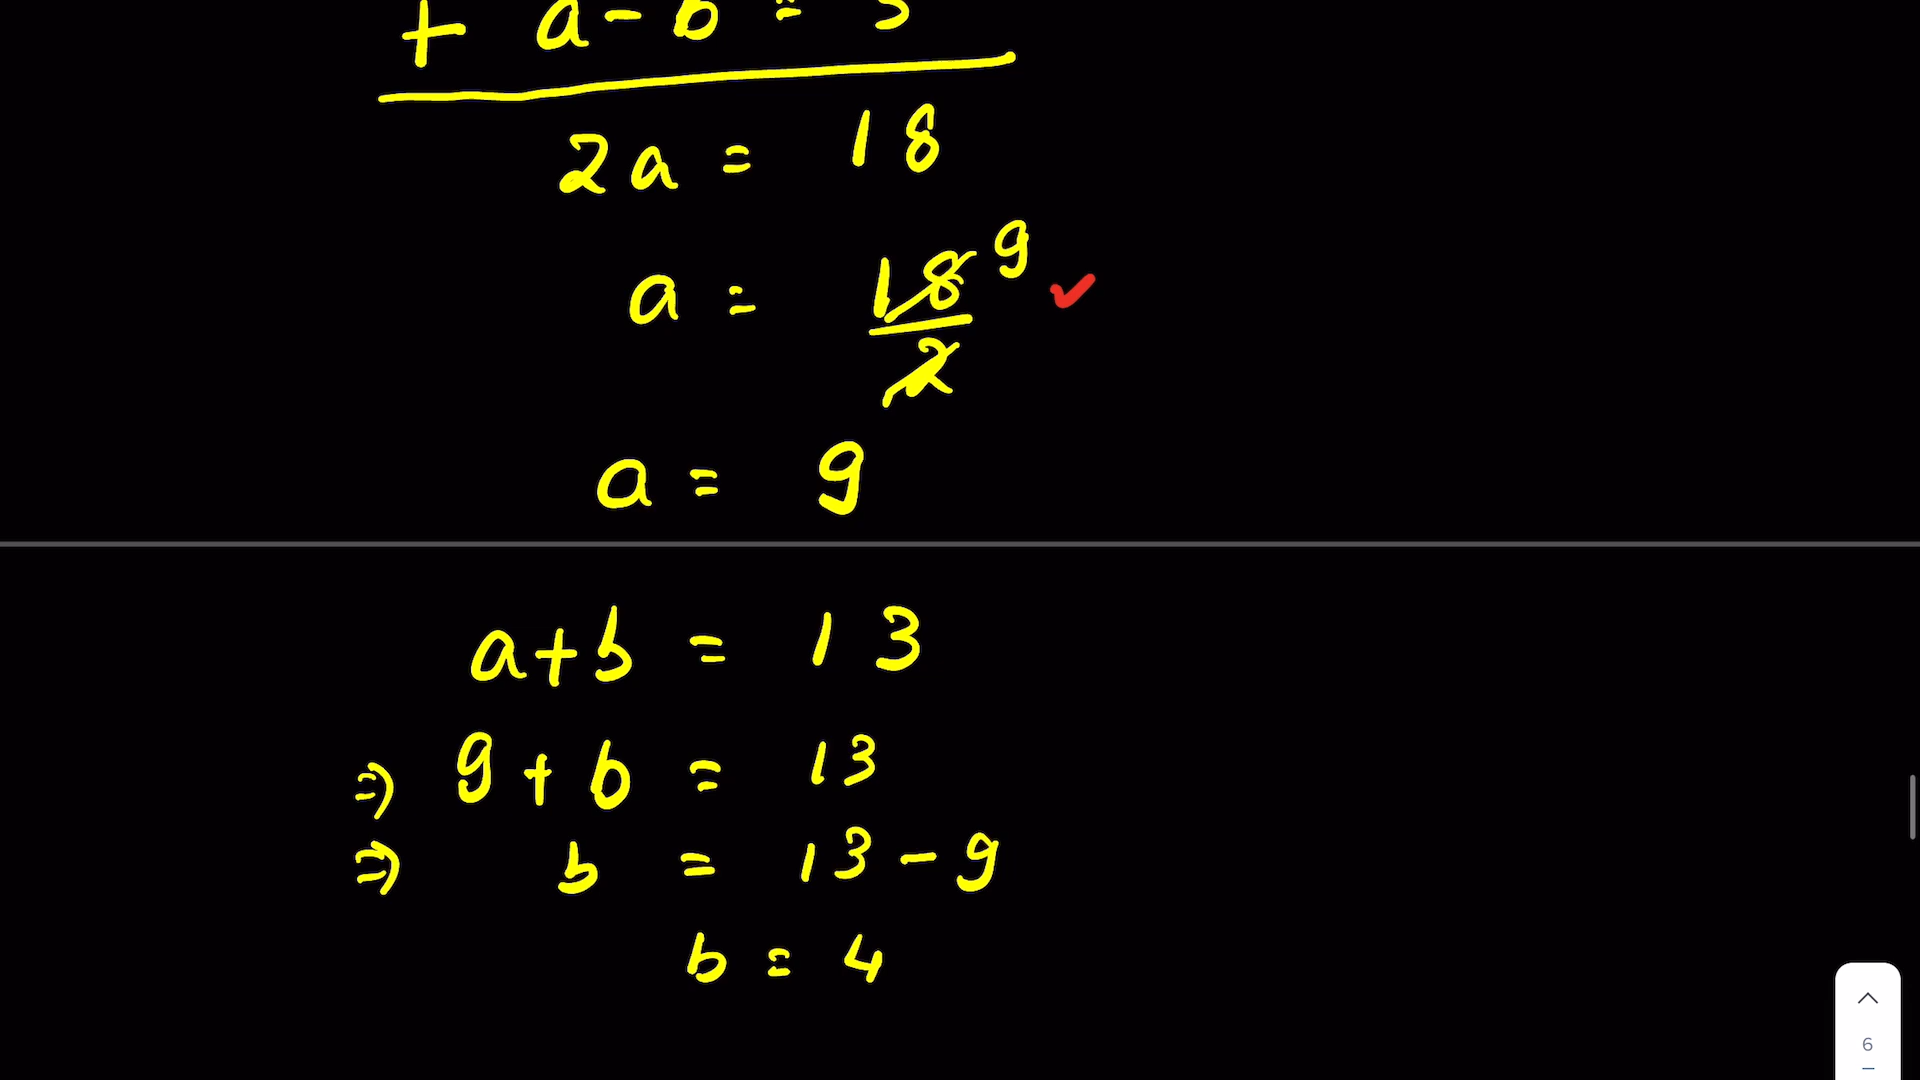 + a - b = 5
2a = 18
a = 18/2 9 ✓
a = 9
a + b = 13
⇒ 9 + b = 13
⇒ b = 13 - 9
b = 4
6